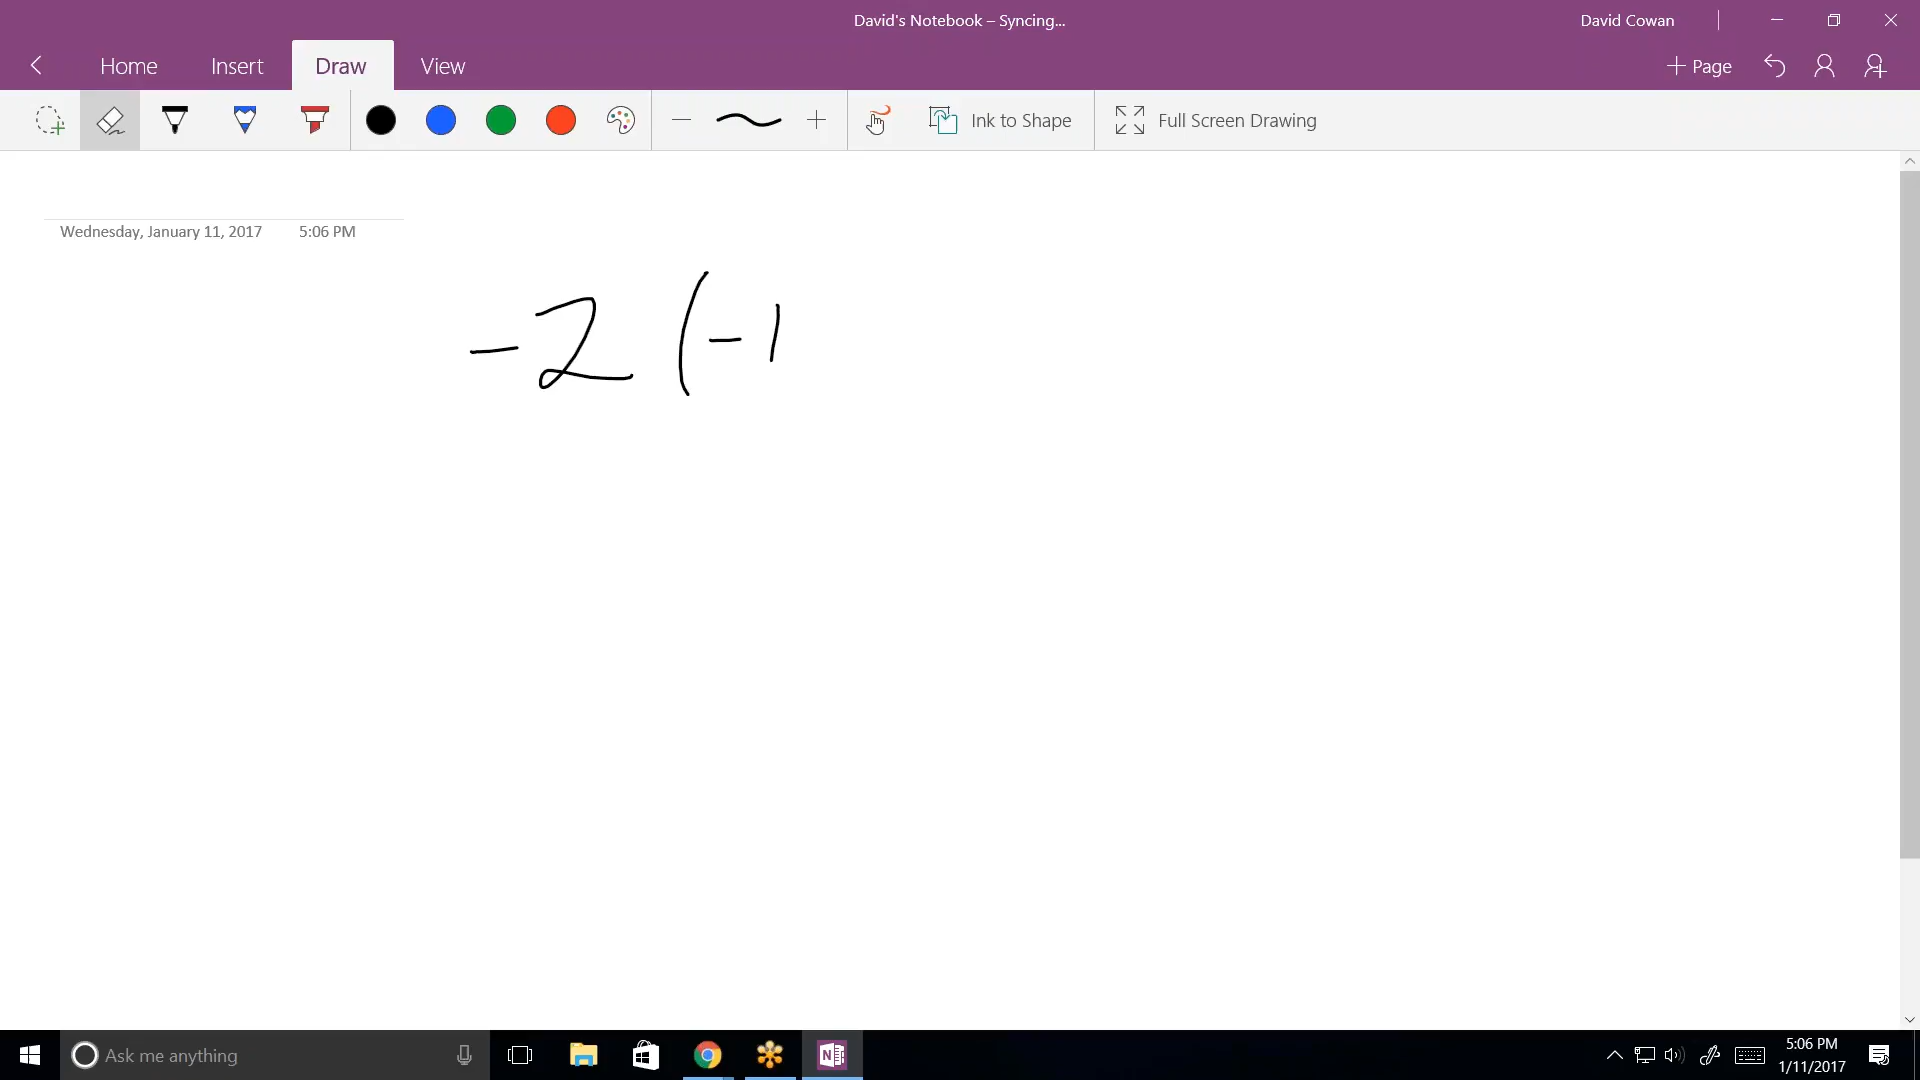 David's Notebook – Syncing...
David Cowan
Home Insert Draw View
Page
Ink to Shape Full Screen Drawing
Wednesday, January 11, 2017 5:06 PM
-2 (-1
Ask me anything
N
5:06 PM
1/11/2017